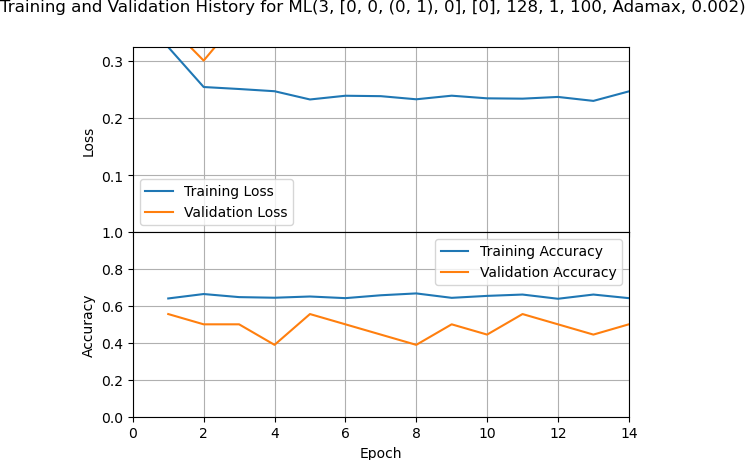 Training and Validation History for ML(3, [0, 0, (0, 1), 0], [0], 128, 1, 100, Adamax, 0.002)
0.3
0.2
0.1
Loss
Training Loss
Validation Loss
1.0
0.8
0.6
0.4
0.2
0.0
Accuracy
Training Accuracy
Validation Accuracy
0 2 4 6 8 10 12 14
Epoch